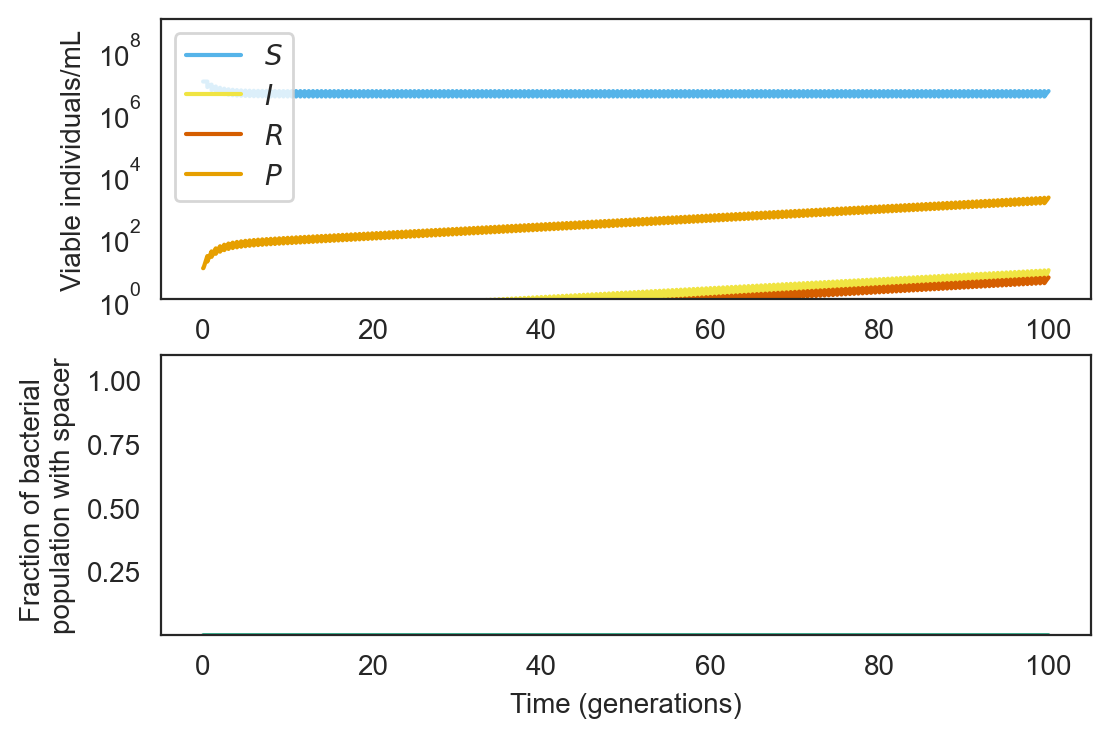 Viable individuals/mL
10^8
10^6
10^4
10^2
10^0
S
I
R
P
0 20 40 60 80 100
Fraction of bacterial
population with spacer
1.00
0.75
0.50
0.25
0 20 40 60 80 100
Time (generations)